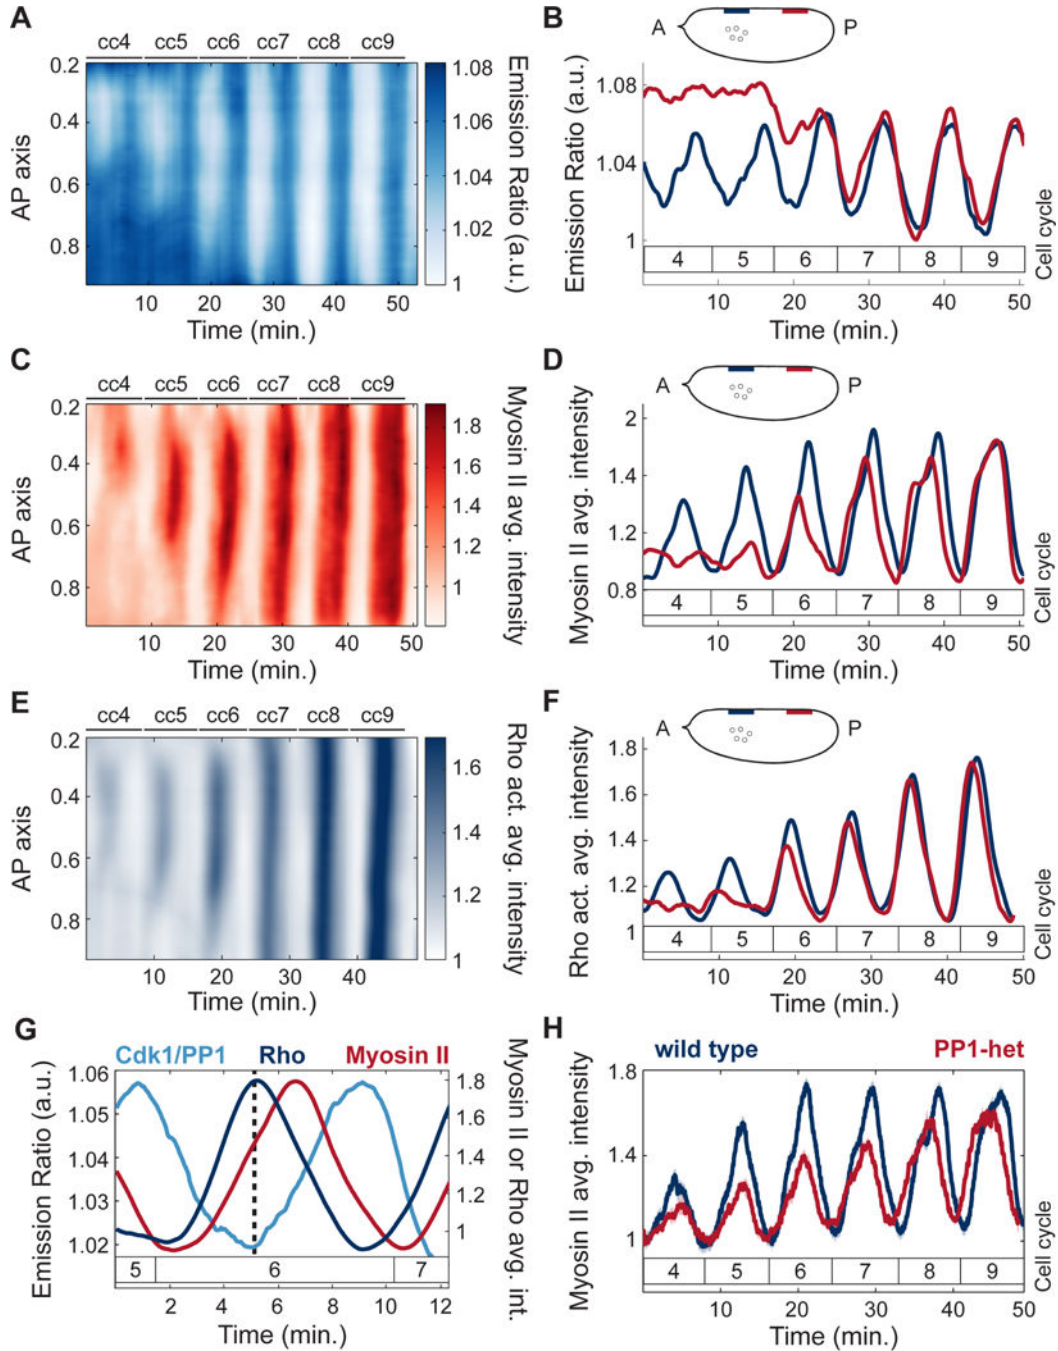 A
cc4 cc5 cc6 cc7 cc8 cc9
0.2
0.4
0.6
0.8
AP axis
10 20 30 40 50
Time (min.)
1.08
1.06
1.04
1.02
1
Emission Ratio (a.u.)
B
A P
1.08
1.04
1
Emission Ratio (a.u.)
4 5 6 7 8 9
Cell cycle
10 20 30 40 50
Time (min.)
C
cc4 cc5 cc6 cc7 cc8 cc9
0.2
0.4
0.6
0.8
AP axis
10 20 30 40 50
Time (min.)
1.8
1.6
1.4
1.2
1
Myosin II avg. intensity
D
A P
2
1.4
1.2
0.8
Myosin II avg. intensity
4 5 6 7 8 9
Cell cycle
10 20 30 40 50
Time (min.)
E
cc4 cc5 cc6 cc7 cc8 cc9
0.2
0.4
0.6
0.8
AP axis
10 20 30 40
Time (min.)
1.6
1.4
1.2
1
Rho act. avg. intensity
F
A P
1.8
1.6
1.4
1.2
1
Rho act. avg. intensity
4 5 6 7 8 9
Cell cycle
10 20 30 40 50
Time (min.)
G
Cdk1/PP1 Rho Myosin II
1.06
1.05
1.04
1.03
1.02
Emission Ratio (a.u.)
1.8
1.6
1.4
1.2
1
Myosin II or Rho avg. int.
5 6 7
2 4 6 8 10 12
Time (min.)
H
wild type PP1-het
1.8
1.4
1
Myosin II avg. intensity
4 5 6 7 8 9
Cell cycle
10 20 30 40 50
Time (min.)